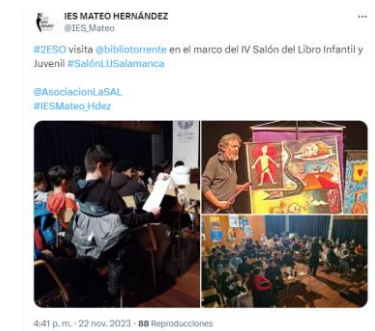 IES MATEO HERNÁNDEZ
@IES_Mateo
#2ESO visita @bibliotorrente en el marco del IV Salón del Libro Infantil y
Juvenil #SalónLIJSalamanca
@AsociacionLaSAL
#IESMateo_Hdez
4:41 p. m. · 22 nov. 2023 · 88 Reproducciones